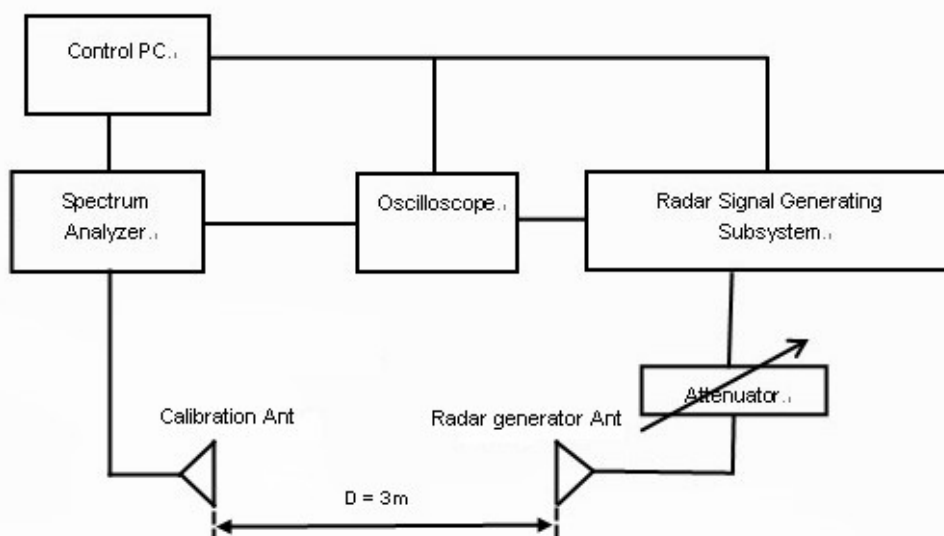 Control PC.
Spectrum
Analyzer.
Oscilloscope.
Radar Signal Generating
Subsystem.
Attenuator.
Calibration Ant
Radar generator Ant
D = 3m